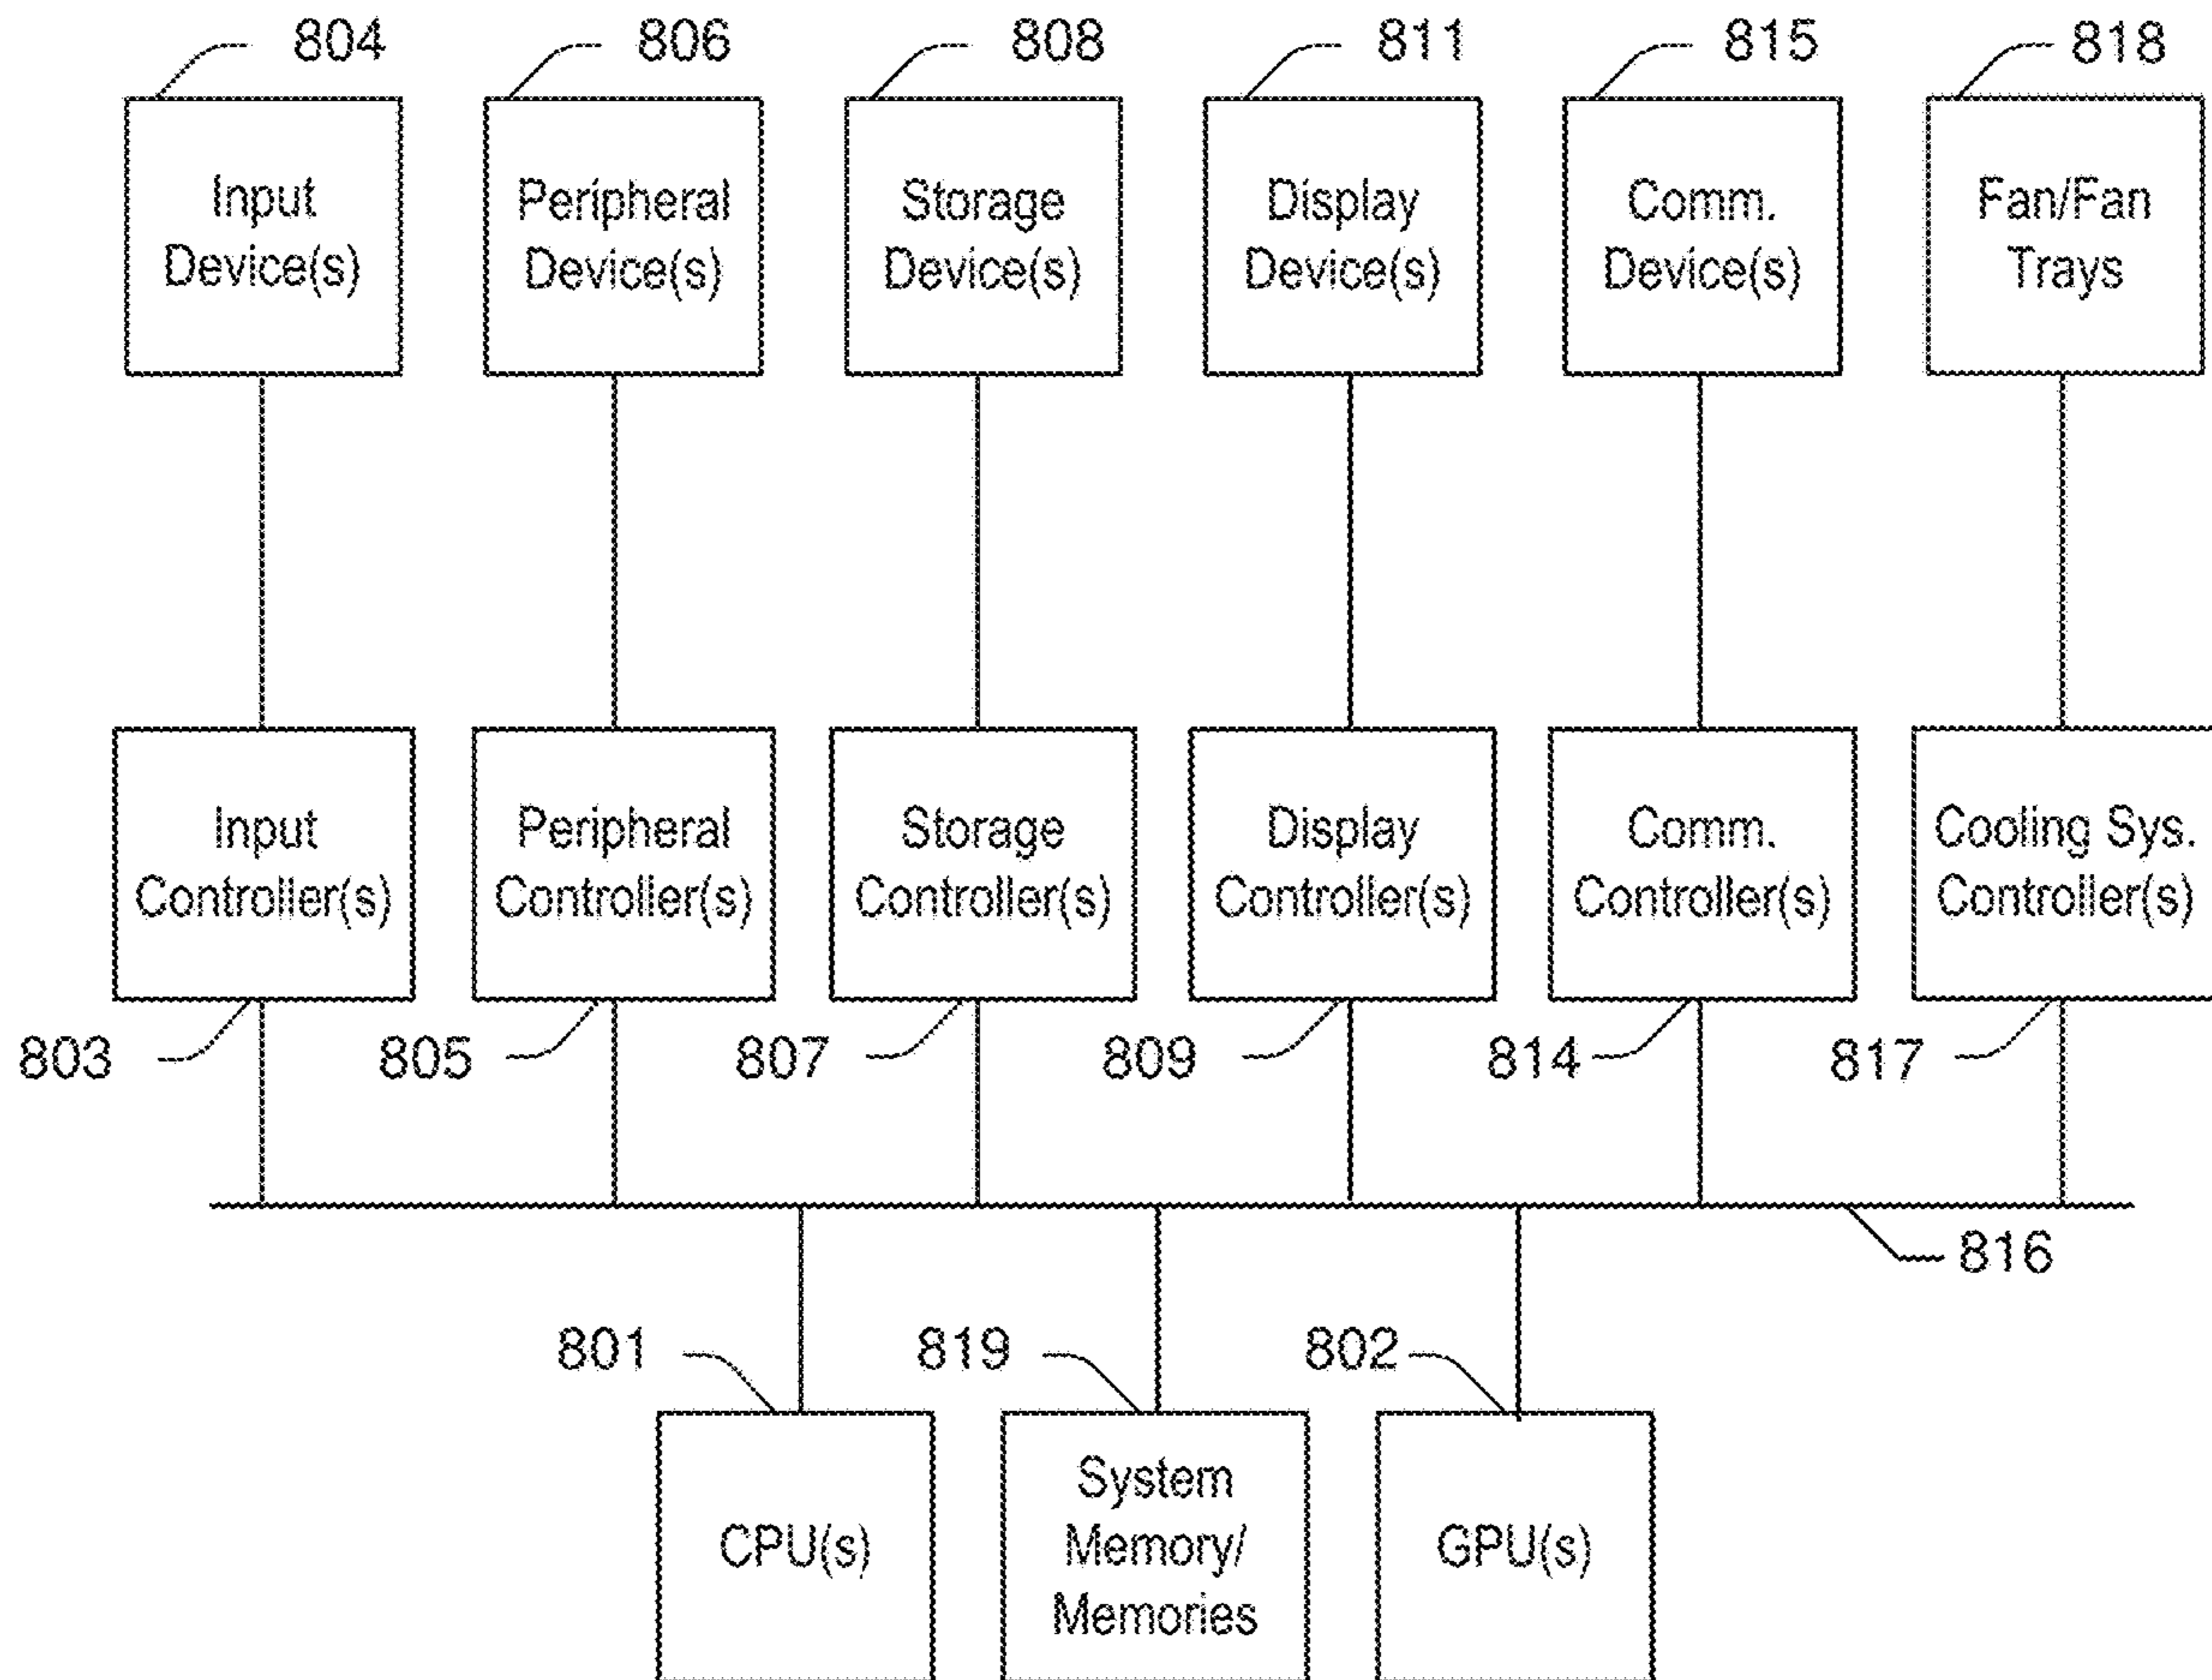 804
806
808
811
815
818
Input
Device(s)
Peripheral
Device(s)
Storage
Device(s)
Display
Device(s)
Comm.
Device(s)
Fan/Fan
Trays
Input
Controller(s)
Peripheral
Controller(s)
Storage
Controller(s)
Display
Controller(s)
Comm.
Controller(s)
Cooling Sys.
Controller(s)
803
805
807
809
814
817
816
801
819
802
CPU(s)
System
Memory/
Memories
GPU(s)